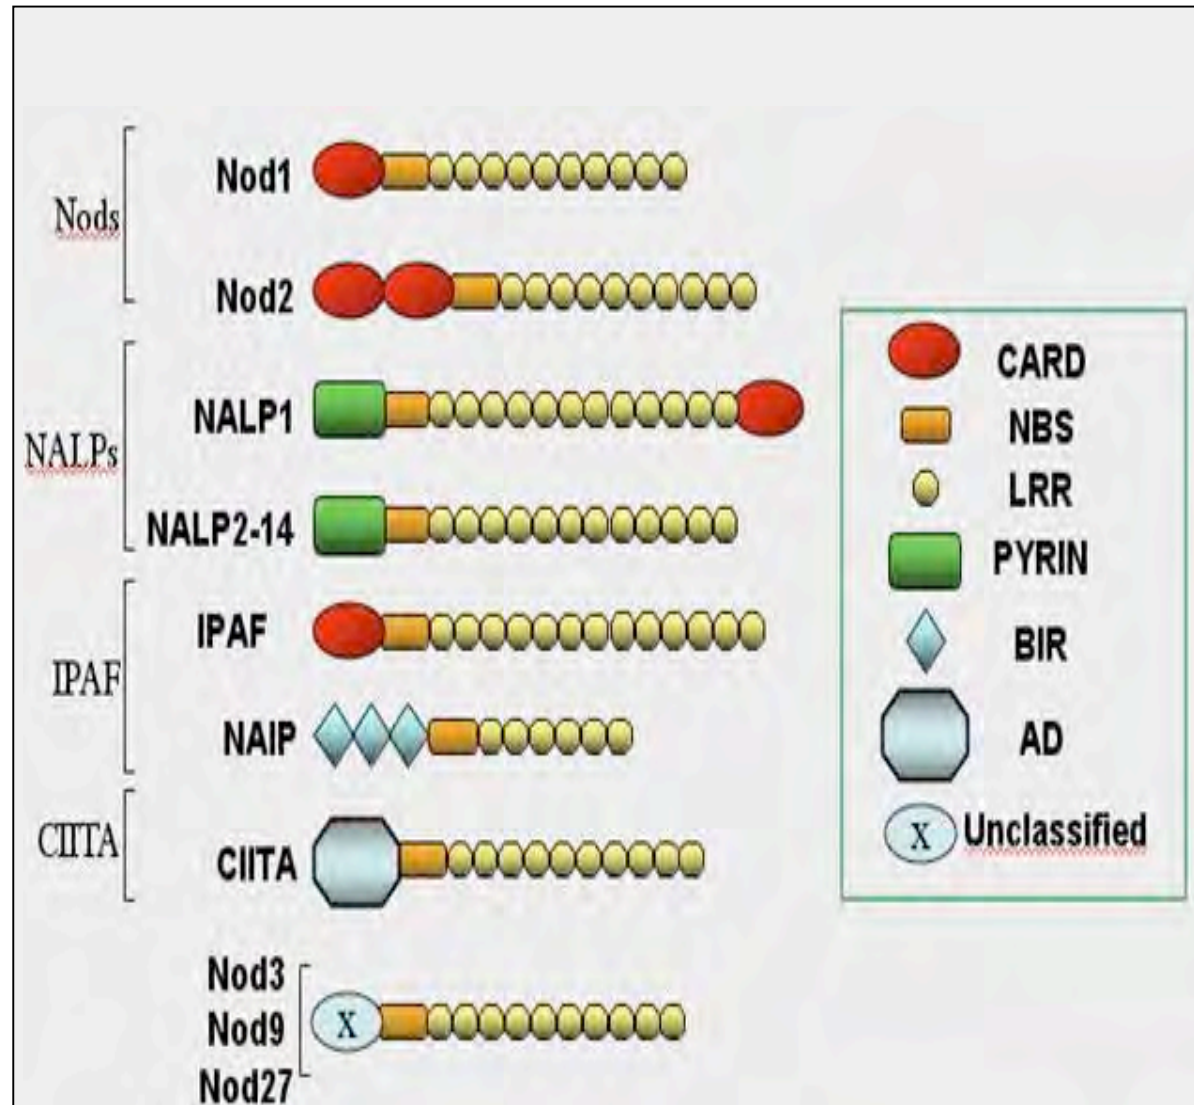 Nods
Nod1
Nod2
NALPs
NALP1
NALP2-14
IPAF
IPAF
NAIP
CIITA
CIITA
Nod3
Nod9
Nod27
X
CARD
NBS
LRR
PYRIN
BIR
AD
X Unclassified